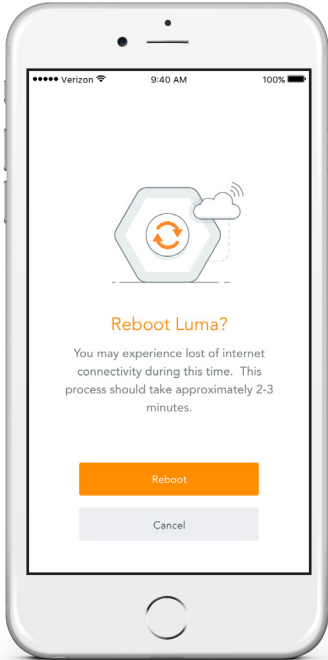 Verizon 9:40 AM 100%
Reboot Luma?
You may experience lost of internet
connectivity during this time. This
process should take approximately 2-3
minutes.
Reboot
Cancel